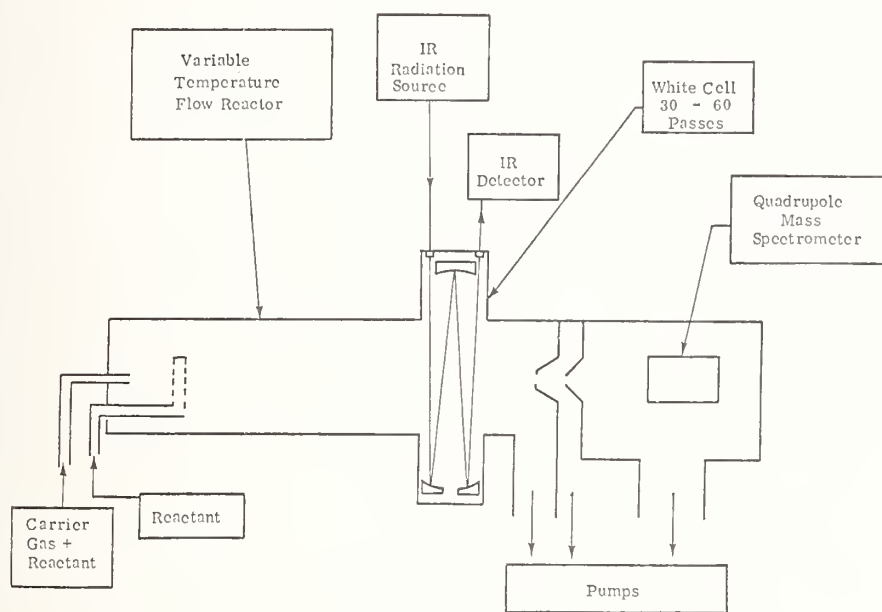 Variable
Temperature
Flow Reactor
IR
Radiation
Source
White Cell
30 - 60
Passes
IR
Detector
Quadrupole
Mass
Spectrometer
Carrier
Gas +
Reactant
Reactant
Pumps